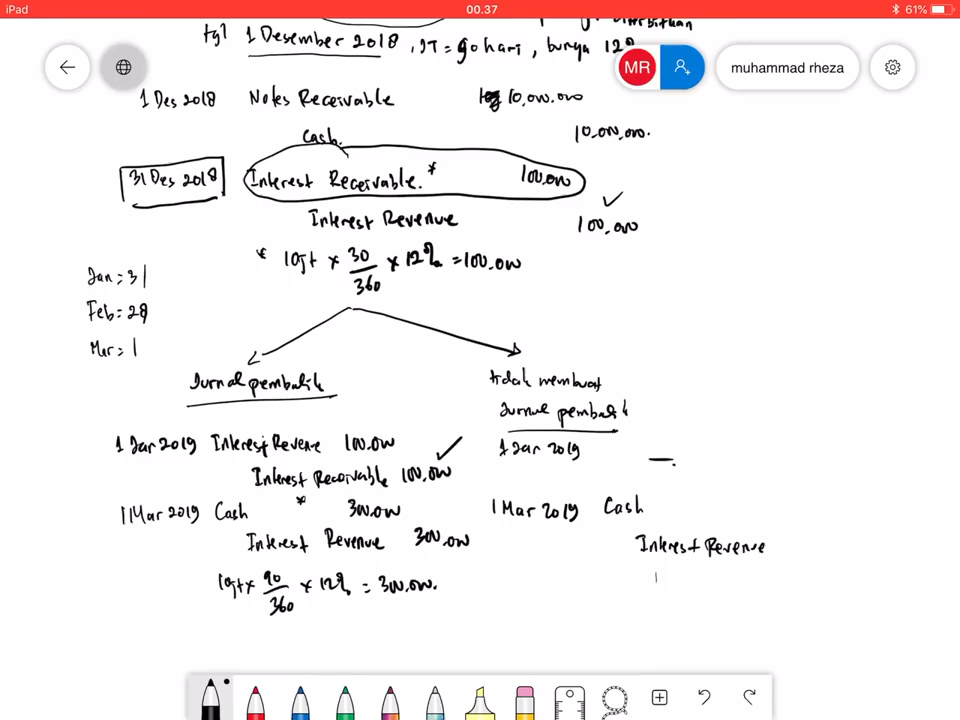 iPad 00.37 61%
tgl 1 Desember 2018, JT = 90 hari, bunga 12%
MR muhammad rheza
1 Des 2018 Notes Receivable 10.000.000
Cash. 10.000.000.
31 Des 2018 Interest Receivable.* 100.000
Interest Revenue 100.000
* 10jt × 30/360 × 12% = 100.000
Jan = 31
Feb = 28
Mar = 1
Jurnal pembalik
tidak membuat
Jurnal pembalik
1 Jan 2019 Interest Revenue 100.000
Interest Receivable 100.000
1 Mar 2019 Cash * 300.000
Interest Revenue 300.000
10jt × 90/360 × 12% = 300.000.
1 Jan 2019 —.
1 Mar 2019 Cash
Interest Revenue